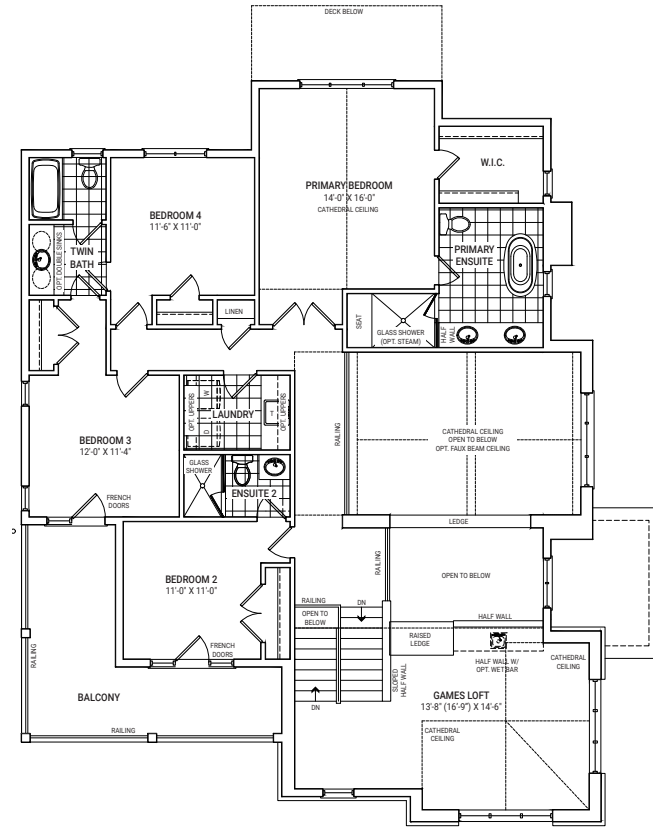 DECK BELOW
PRIMARY BEDROOM
14'-0" X 16'-0"
CATHEDRAL CEILING
W.I.C.
BEDROOM 4
11'-6" X 11'-0"
OPT. DOUBLE SINKS
TWIN
BATH
PRIMARY
ENSUITE
LINEN
SEAT
GLASS SHOWER
(OPT. STEAM)
HALF
WALL
OPT. UPPERS
W
D
LAUNDRY
T
OPT. UPPERS
RAILING
CATHEDRAL CEILING
OPEN TO BELOW
OPT. FAUX BEAM CEILING
BEDROOM 3
12'-0" X 11'-4"
GLASS
SHOWER
ENSUITE 2
FRENCH
DOORS
LEDGE
BEDROOM 2
11'-0" X 11'-0"
RAILING
OPEN TO BELOW
RAILING
DN
OPEN TO
BELOW
HALF WALL
RAISED
LEDGE
FRENCH
DOORS
RAILING
SLOPED
HALF WALL
HALF WALL W/
OPT. WETBAR
CATHEDRAL
CEILING
DN
BALCONY
GAMES LOFT
13'-8" (16'-9") X 14'-6"
CATHEDRAL
CEILING
RAILING